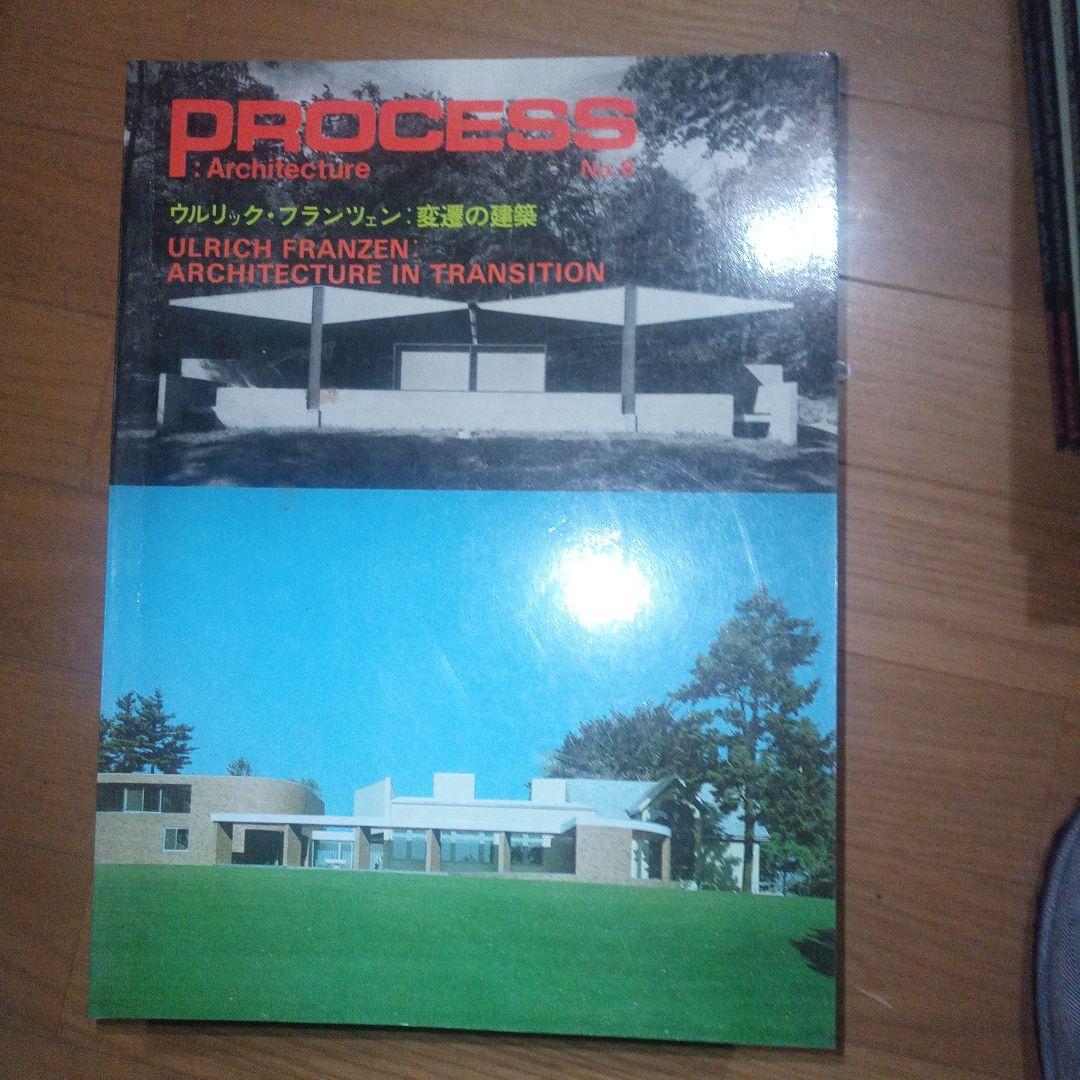 PROCESS
: Architecture No.8
ウルリック・フランツェン：変遷の建築
ULRICH FRANZEN:
ARCHITECTURE IN TRANSITION